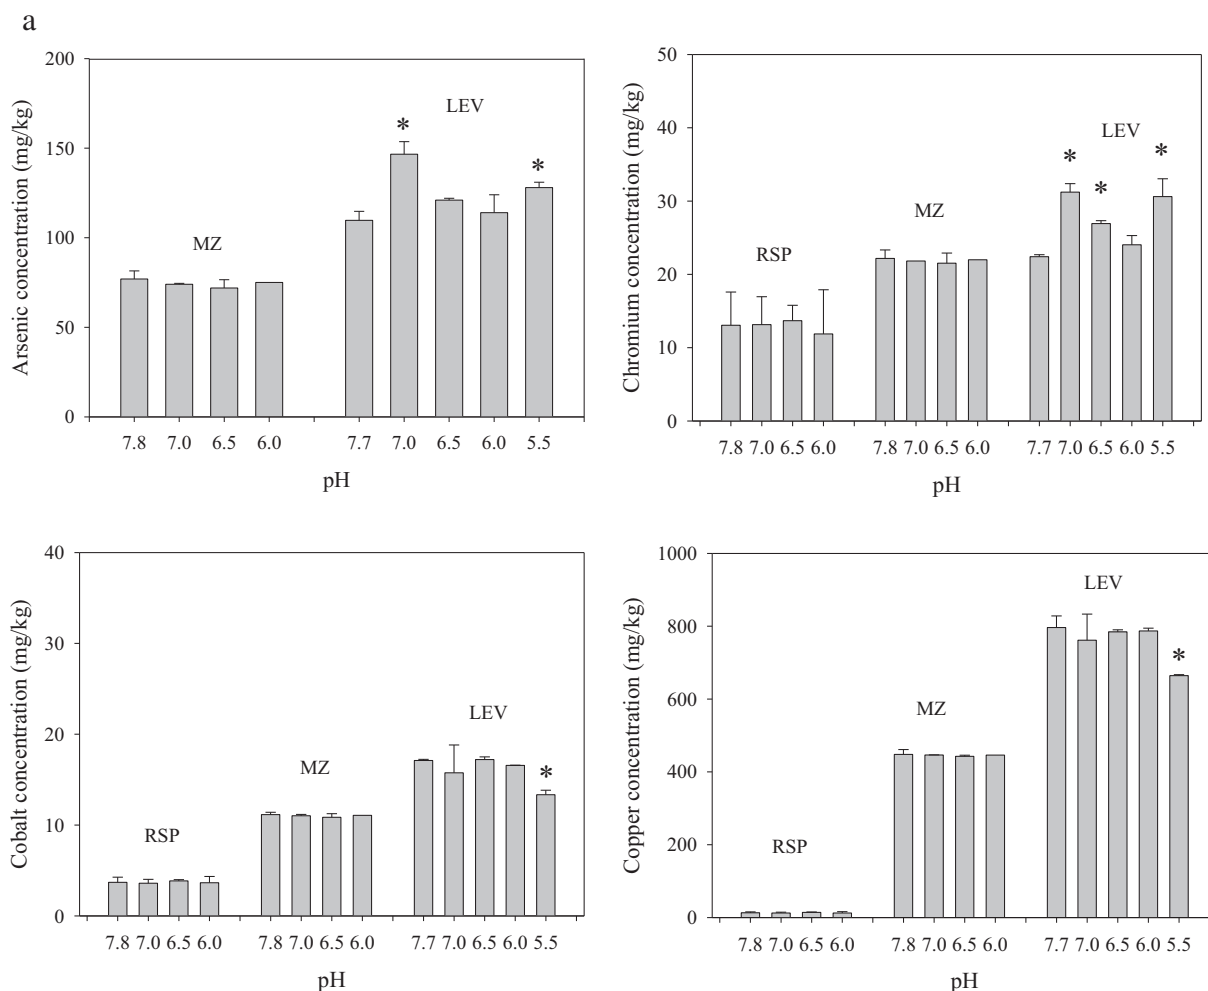 a
Arsenic concentration (mg/kg)
200
150
100
50
0
MZ
LEV
*
*
7.8 7.0 6.5 6.0 7.7 7.0 6.5 6.0 5.5
pH
Chromium concentration (mg/kg)
50
40
30
20
10
0
RSP
MZ
LEV
*
*
*
7.8 7.0 6.5 6.0 7.8 7.0 6.5 6.0 7.7 7.0 6.5 6.0 5.5
pH
Cobalt concentration (mg/kg)
40
30
20
10
0
RSP
MZ
LEV
*
7.8 7.0 6.5 6.0 7.8 7.0 6.5 6.0 7.7 7.0 6.5 6.0 5.5
pH
Copper concentration (mg/kg)
1000
800
600
400
200
0
RSP
MZ
LEV
*
7.8 7.0 6.5 6.0 7.8 7.0 6.5 6.0 7.7 7.0 6.5 6.0 5.5
pH